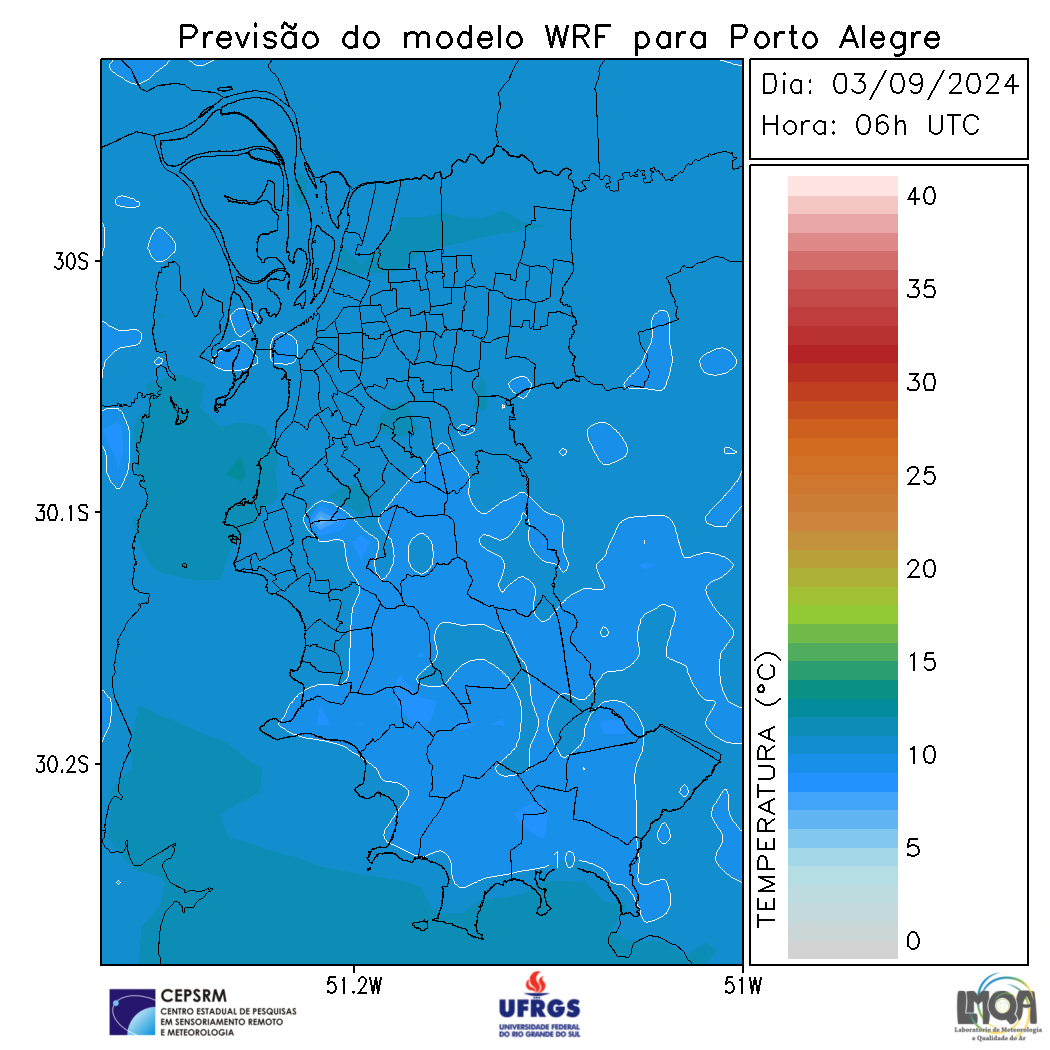 Previsão do modelo WRF para Porto Alegre
Dia: 03/09/2024
Hora: 06h UTC
40
35
30
25
20
15
10
5
0
TEMPERATURA (°C)
30S
30.1S
30.2S
10
51.2W
51W
CEPSRM
CENTRO ESTADUAL DE PESQUISAS
EM SENSORIAMENTO REMOTO
E METEOROLOGIA
UFRGS
UNIVERSIDADE FEDERAL
DO RIO GRANDE DO SUL
LMQA
Laboratório de Meteorologia
e Qualidade do Ar